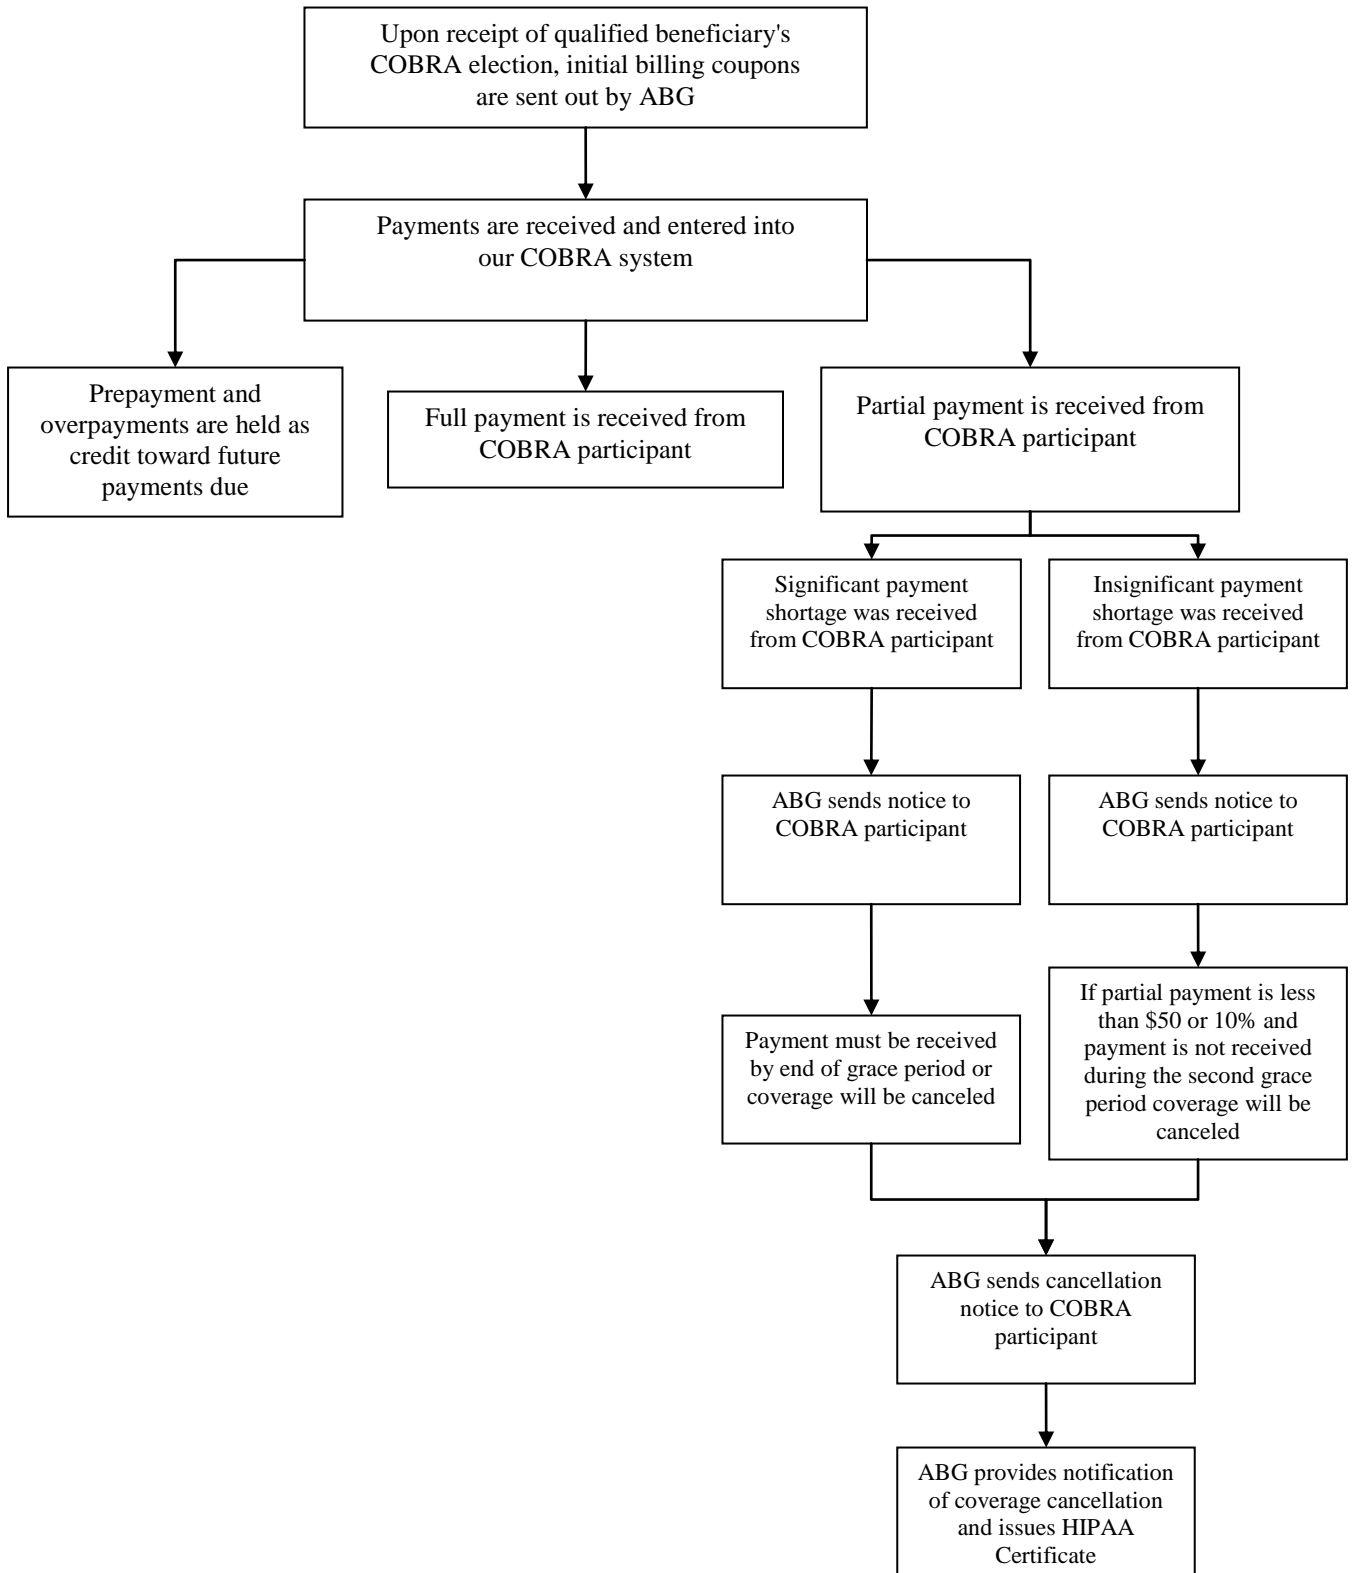 Upon receipt of qualified beneficiary's
COBRA election, initial billing coupons
are sent out by ABG
Payments are received and entered into
our COBRA system
Prepayment and
overpayments are held as
credit toward future
payments due
Full payment is received from
COBRA participant
Partial payment is received from
COBRA participant
Significant payment
shortage was received
from COBRA participant
Insignificant payment
shortage was received
from COBRA participant
ABG sends notice to
COBRA participant
ABG sends notice to
COBRA participant
Payment must be received
by end of grace period or
coverage will be canceled
If partial payment is less
than $50 or 10% and
payment is not received
during the second grace
period coverage will be
canceled
ABG sends cancellation
notice to COBRA
participant
ABG provides notification
of coverage cancellation
and issues HIPAA
Certificate